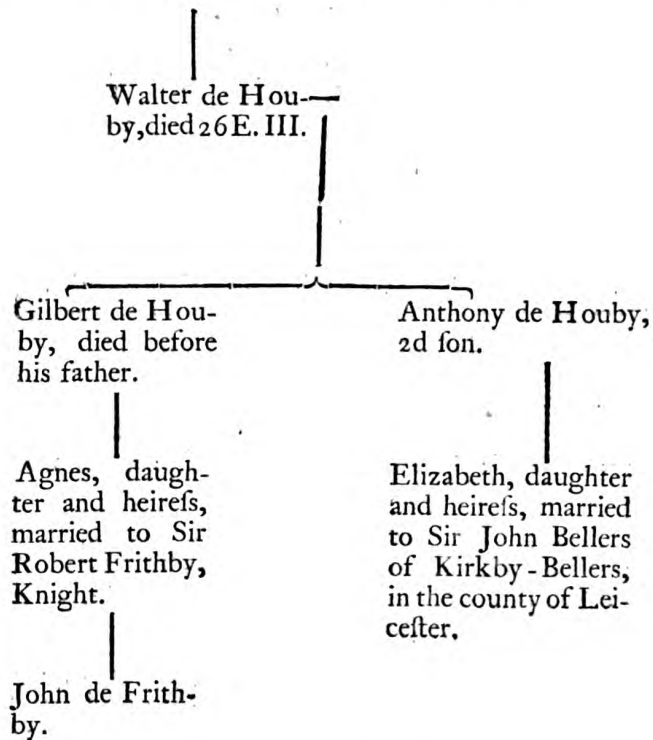 Walter de Hou-
by, died 26 E. III.
Gilbert de Hou-
by, died before
his father.
Anthony de Houby,
2d ſon.
Agnes, daugh-
ter and heireſs,
married to Sir
Robert Frithby,
Knight.
Elizabeth, daughter
and heireſs, married
to Sir John Bellers
of Kirkby-Bellers,
in the county of Lei-
ceſter.
John de Frith-
by.